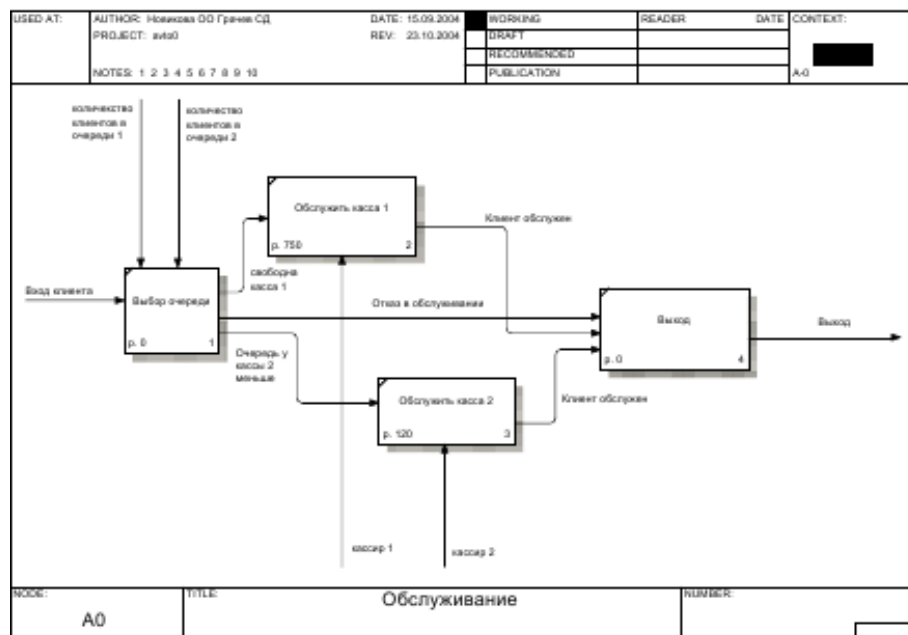 USED AT:
AUTHOR: Новикова ОО Грачев СД
DATE: 15.09.2004
WORKING
READER
DATE
CONTEXT:
PROJECT: avto0
REV: 23.10.2004
DRAFT
RECOMMENDED
NOTES: 1 2 3 4 5 6 7 8 9 10
PUBLICATION
A-0
количекство
клиентов в
очереди 1
количество
клиентов в
очереди 2
Обслужить касса 1
р. 750
2
Клиент обслужен
свободна
касса 1
Вход клиента
Выбор очереди
р. 0
1
Отказ в обслуживании
Выход
р. 0
4
Выход
Очередь у
кассы 2
меньше
Обслужить касса 2
р. 120
3
Клиент обслужен
кассир 1
кассир 2
NODE:
TITLE:
Обслуживание
NUMBER:
A0